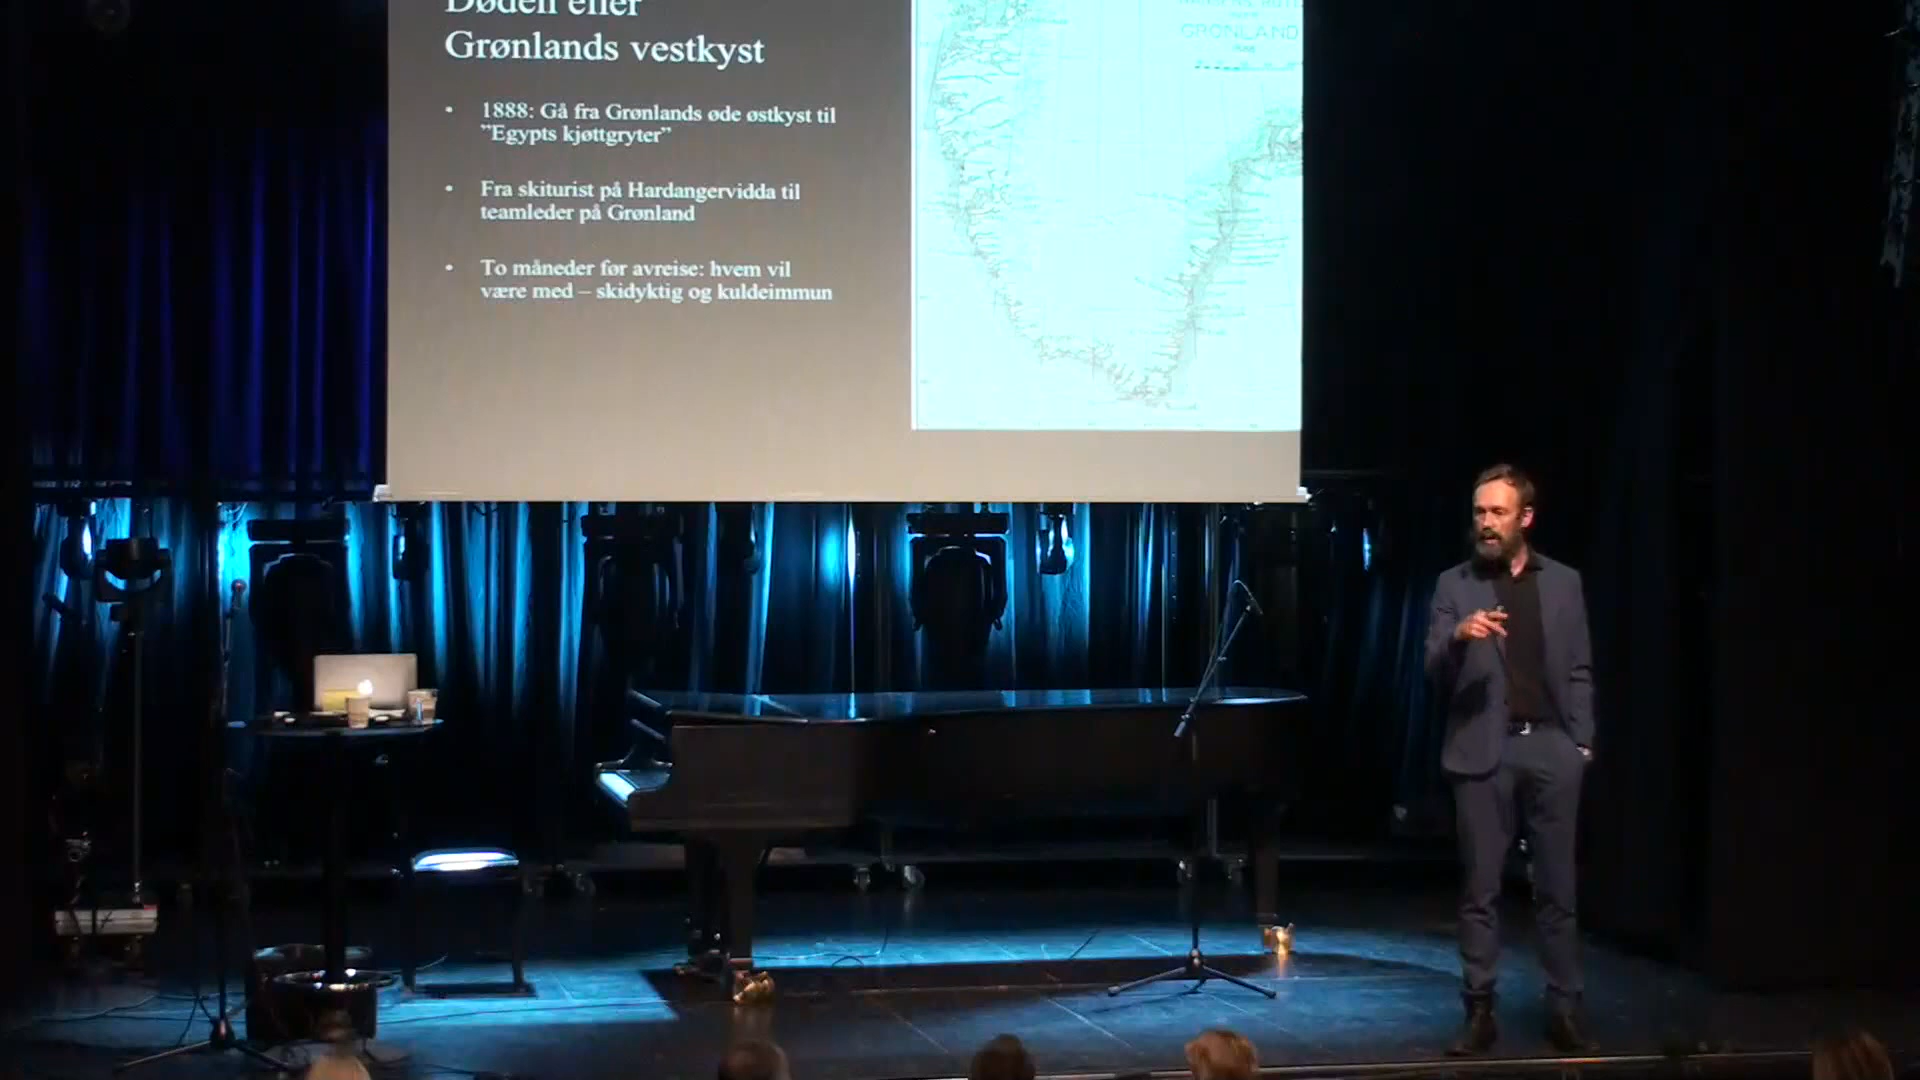 Døden eller
Grønlands vestkyst
• 1888: Gå fra Grønlands øde østkyst til
”Egypts kjøttgryter”
• Fra skiturist på Hardangervidda til
teamleder på Grønland
• To måneder før avreise: hvem vil
være med – skidyktig og kuldeimmun
GRÖNLAND